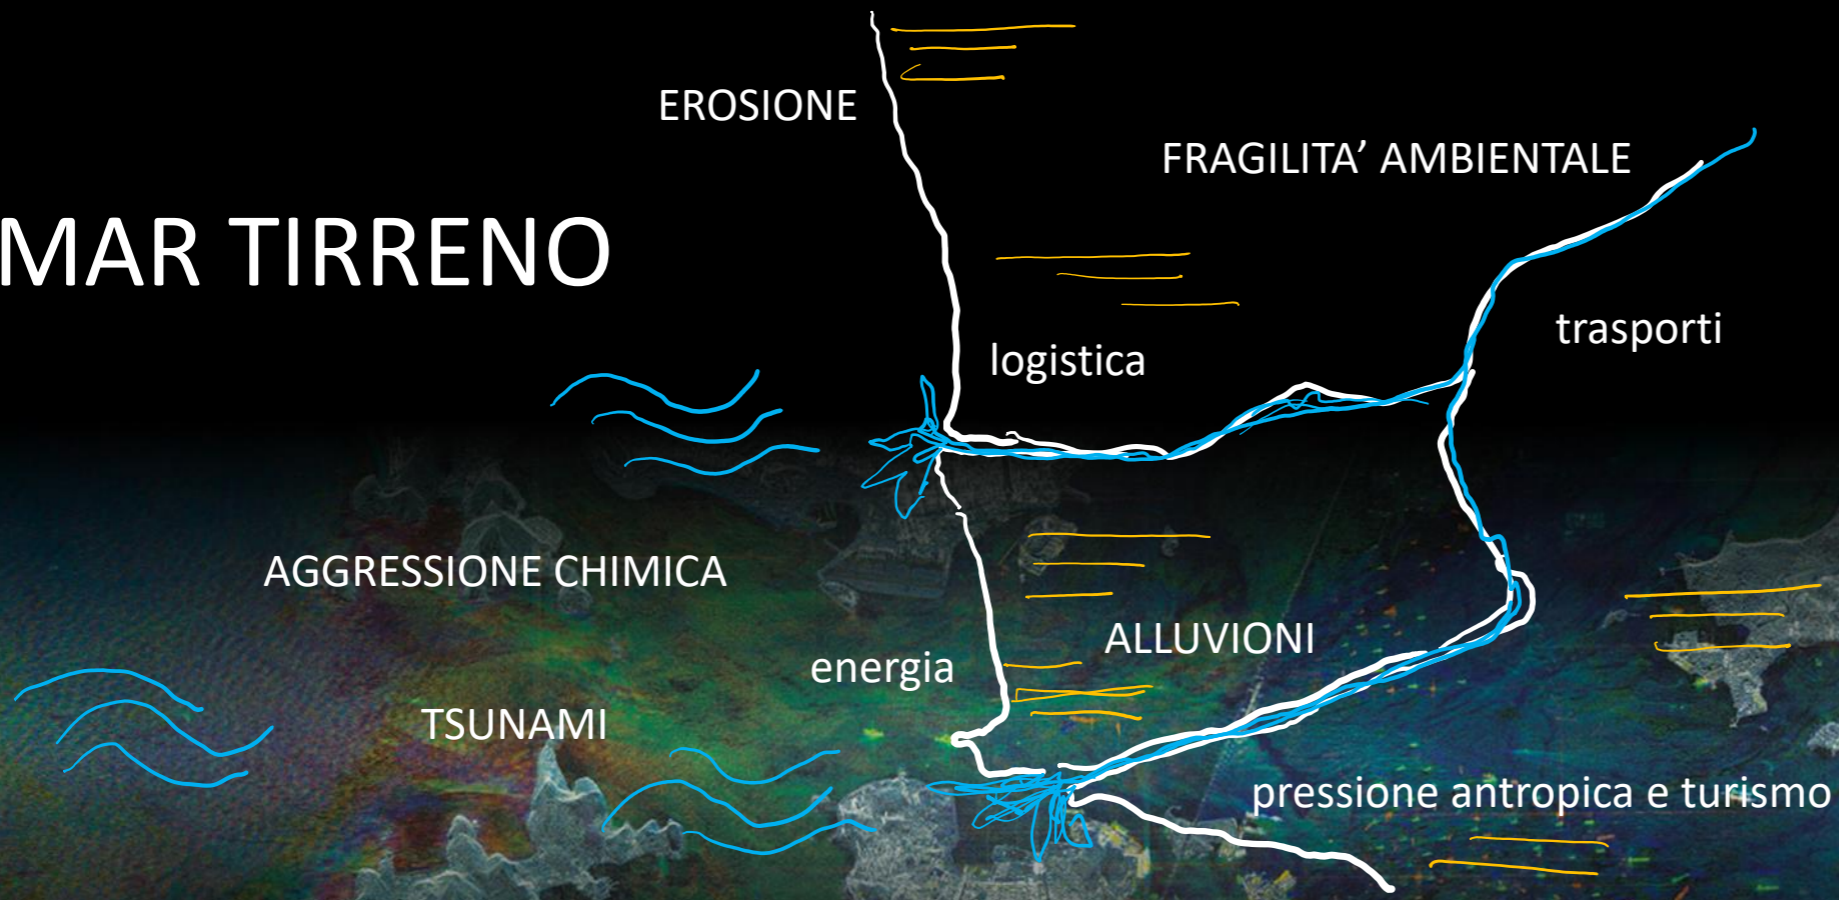 EROSIONE
FRAGILITA’ AMBIENTALE
MAR TIRRENO
trasporti
logistica
AGGRESSIONE CHIMICA
ALLUVIONI
energia
TSUNAMI
pressione antropica e turismo